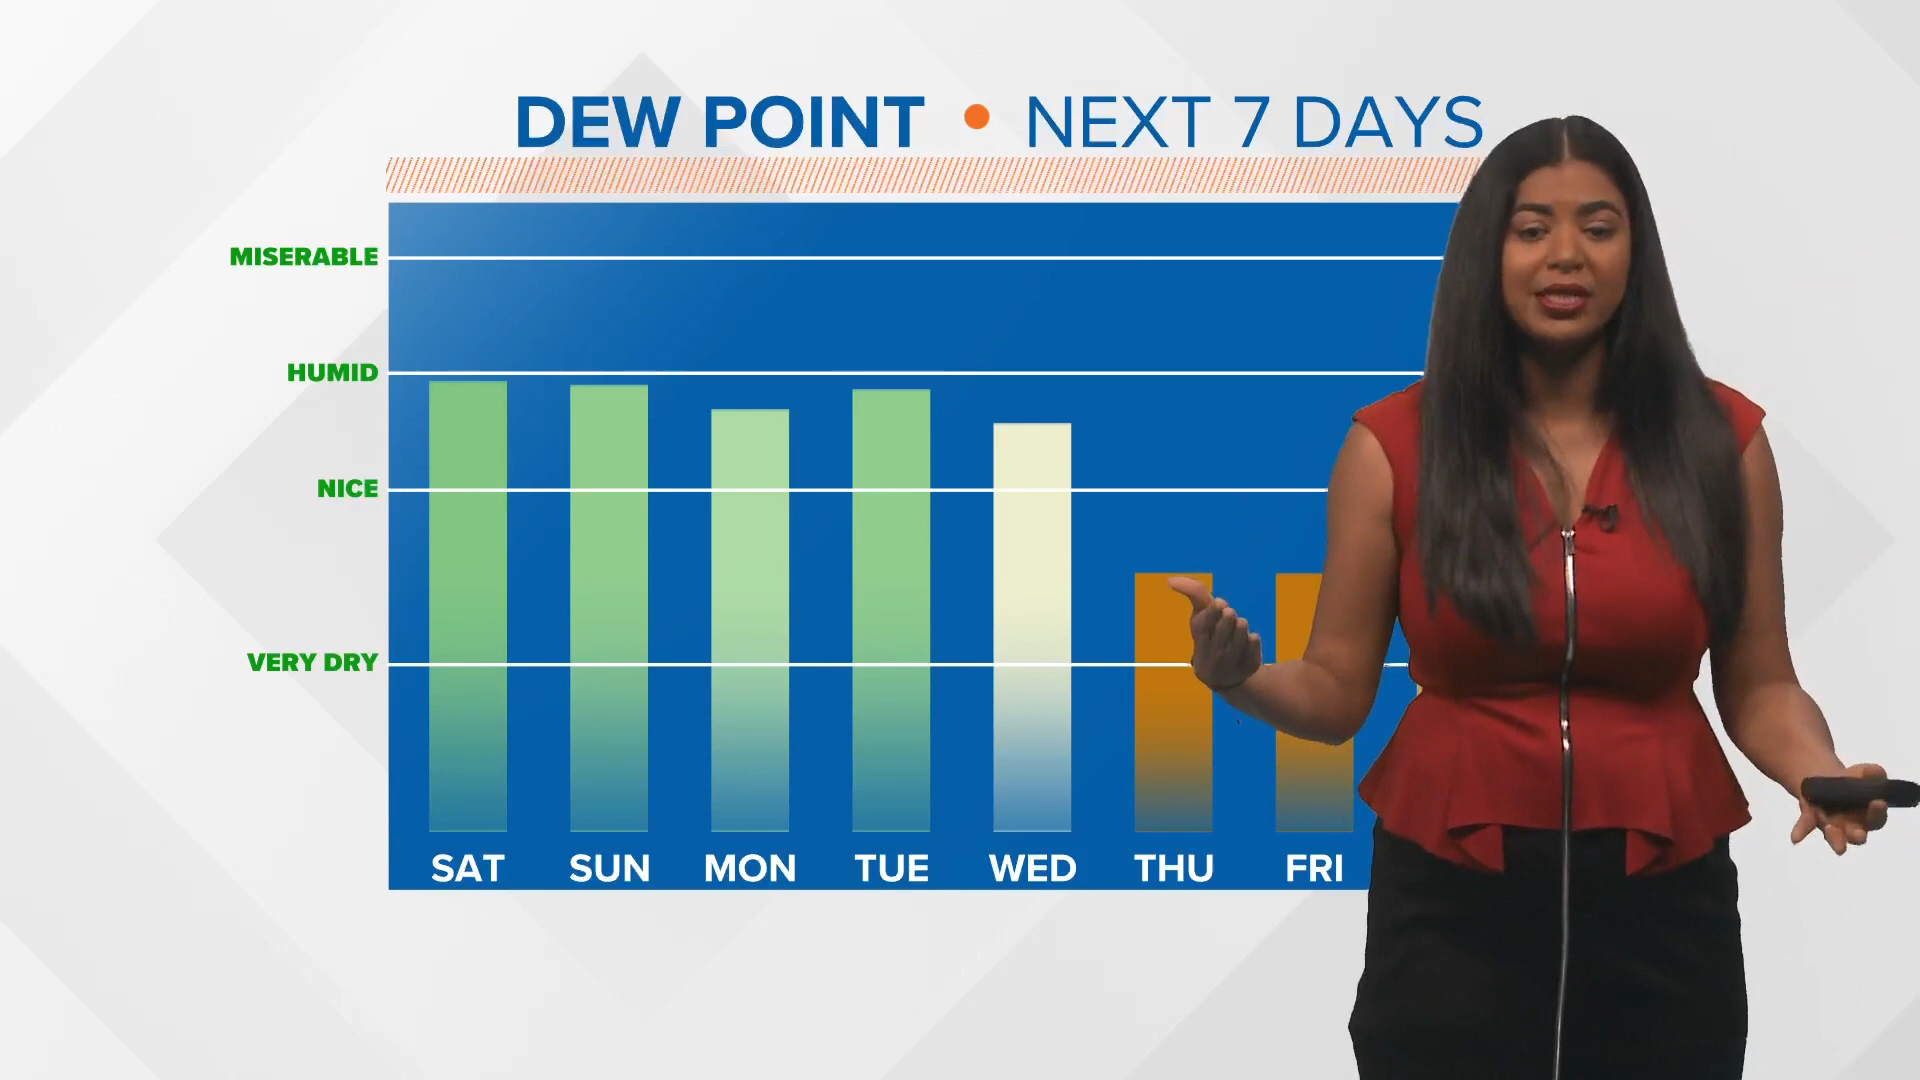 DEW POINT • NEXT 7 DAYS
MISERABLE
HUMID
NICE
VERY DRY
SAT SUN MON TUE WED THU FRI